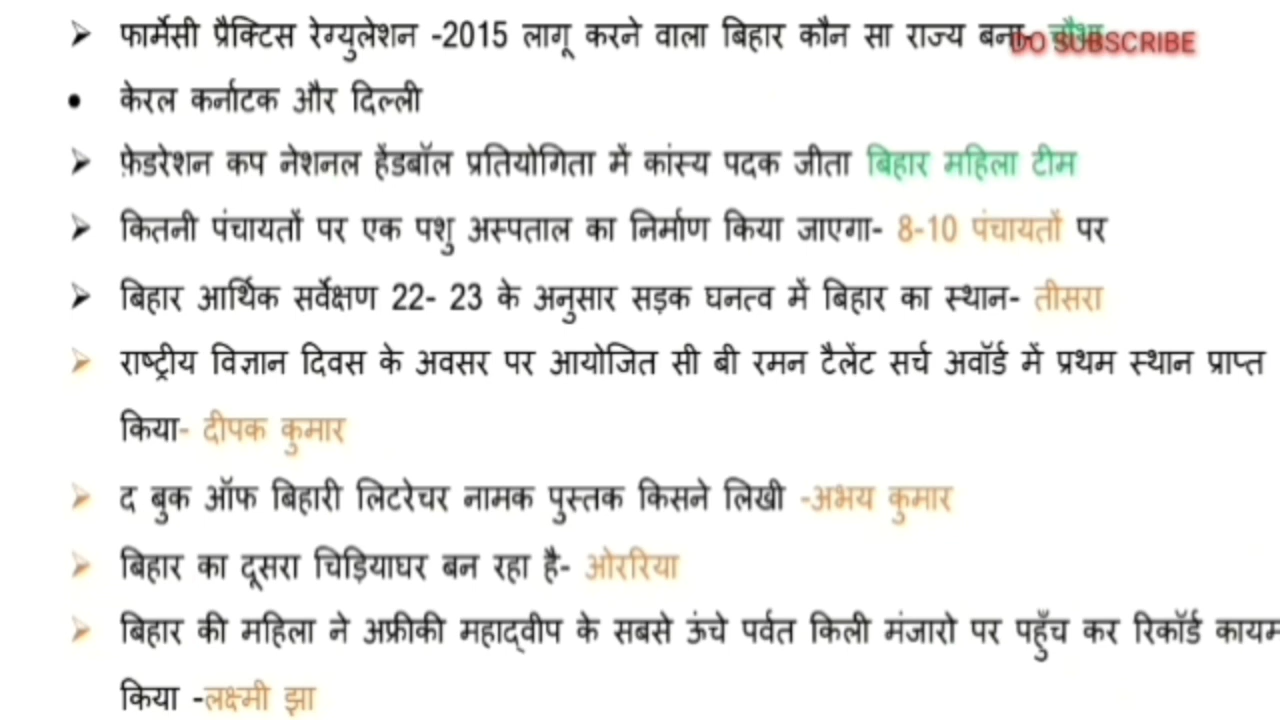 ➢ फार्मेसी प्रैक्टिस रेग्युलेशन -2015 लागू करने वाला बिहार कौन सा राज्य बना- चौथा DO SUBSCRIBE
• केरल कर्नाटक और दिल्ली
➢ फ़ेडरेशन कप नेशनल हैंडबॉल प्रतियोगिता में कांस्य पदक जीता बिहार महिला टीम
➢ कितनी पंचायतों पर एक पशु अस्पताल का निर्माण किया जाएगा- 8-10 पंचायतों पर
➢ बिहार आर्थिक सर्वेक्षण 22- 23 के अनुसार सड़क घनत्व में बिहार का स्थान- तीसरा
➢ राष्ट्रीय विज्ञान दिवस के अवसर पर आयोजित सी बी रमन टैलेंट सर्च अवॉर्ड में प्रथम स्थान प्राप्त
किया- दीपक कुमार
➢ द बुक ऑफ बिहारी लिटरेचर नामक पुस्तक किसने लिखी -अभय कुमार
➢ बिहार का दूसरा चिड़ियाघर बन रहा है- ओररिया
➢ बिहार की महिला ने अफ्रीकी महाद्वीप के सबसे ऊंचे पर्वत किली मंजारो पर पहुँच कर रिकॉर्ड कायम
किया -लक्ष्मी झा